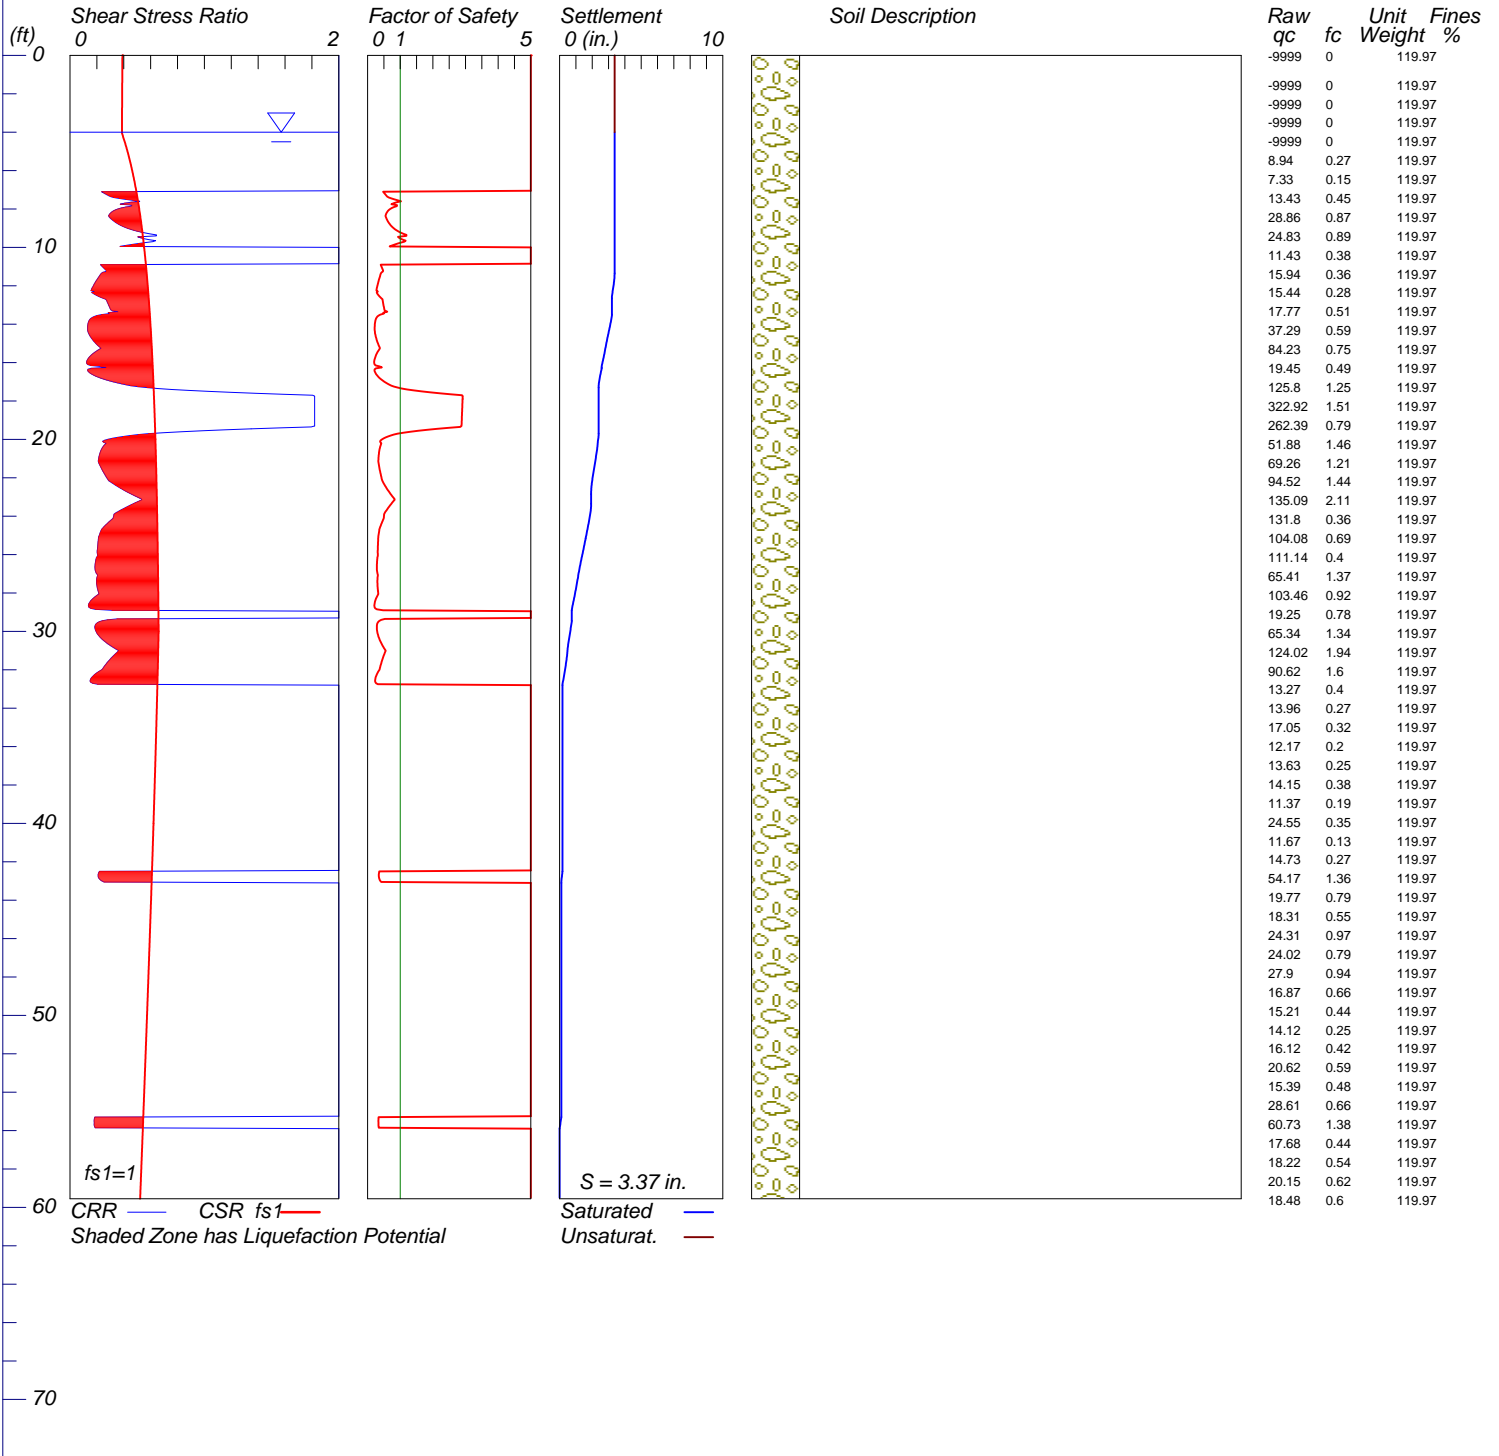 Shear Stress Ratio Factor of Safety Settlement Soil Description Raw Unit Fines
(ft) 0 2 0 1 5 0 (in.) 10 qc fc Weight %
0 -9999 0 119.97
-9999 0 119.97
-9999 0 119.97
-9999 0 119.97
-9999 0 119.97
8.94 0.27 119.97
7.33 0.15 119.97
13.43 0.45 119.97
28.86 0.87 119.97
10 24.83 0.89 119.97
11.43 0.38 119.97
15.94 0.36 119.97
15.44 0.28 119.97
17.77 0.51 119.97
37.29 0.59 119.97
84.23 0.75 119.97
19.45 0.49 119.97
125.8 1.25 119.97
322.92 1.51 119.97
262.39 0.79 119.97
20 51.88 1.46 119.97
69.26 1.21 119.97
94.52 1.44 119.97
135.09 2.11 119.97
131.8 0.36 119.97
104.08 0.69 119.97
111.14 0.4 119.97
65.41 1.37 119.97
103.46 0.92 119.97
19.25 0.78 119.97
30 65.34 1.34 119.97
124.02 1.94 119.97
90.62 1.6 119.97
13.27 0.4 119.97
13.96 0.27 119.97
17.05 0.32 119.97
12.17 0.2 119.97
13.63 0.25 119.97
14.15 0.38 119.97
11.37 0.19 119.97
40 24.55 0.35 119.97
11.67 0.13 119.97
14.73 0.27 119.97
54.17 1.36 119.97
19.77 0.79 119.97
18.31 0.55 119.97
24.31 0.97 119.97
24.02 0.79 119.97
27.9 0.94 119.97
16.87 0.66 119.97
50 15.21 0.44 119.97
14.12 0.25 119.97
16.12 0.42 119.97
20.62 0.59 119.97
15.39 0.48 119.97
28.61 0.66 119.97
60.73 1.38 119.97
17.68 0.44 119.97
18.22 0.54 119.97
fs1=1 S = 3.37 in. 20.15 0.62 119.97
60 18.48 0.6 119.97
CRR CSR fs1 Saturated
Shaded Zone has Liquefaction Potential Unsaturat.
70